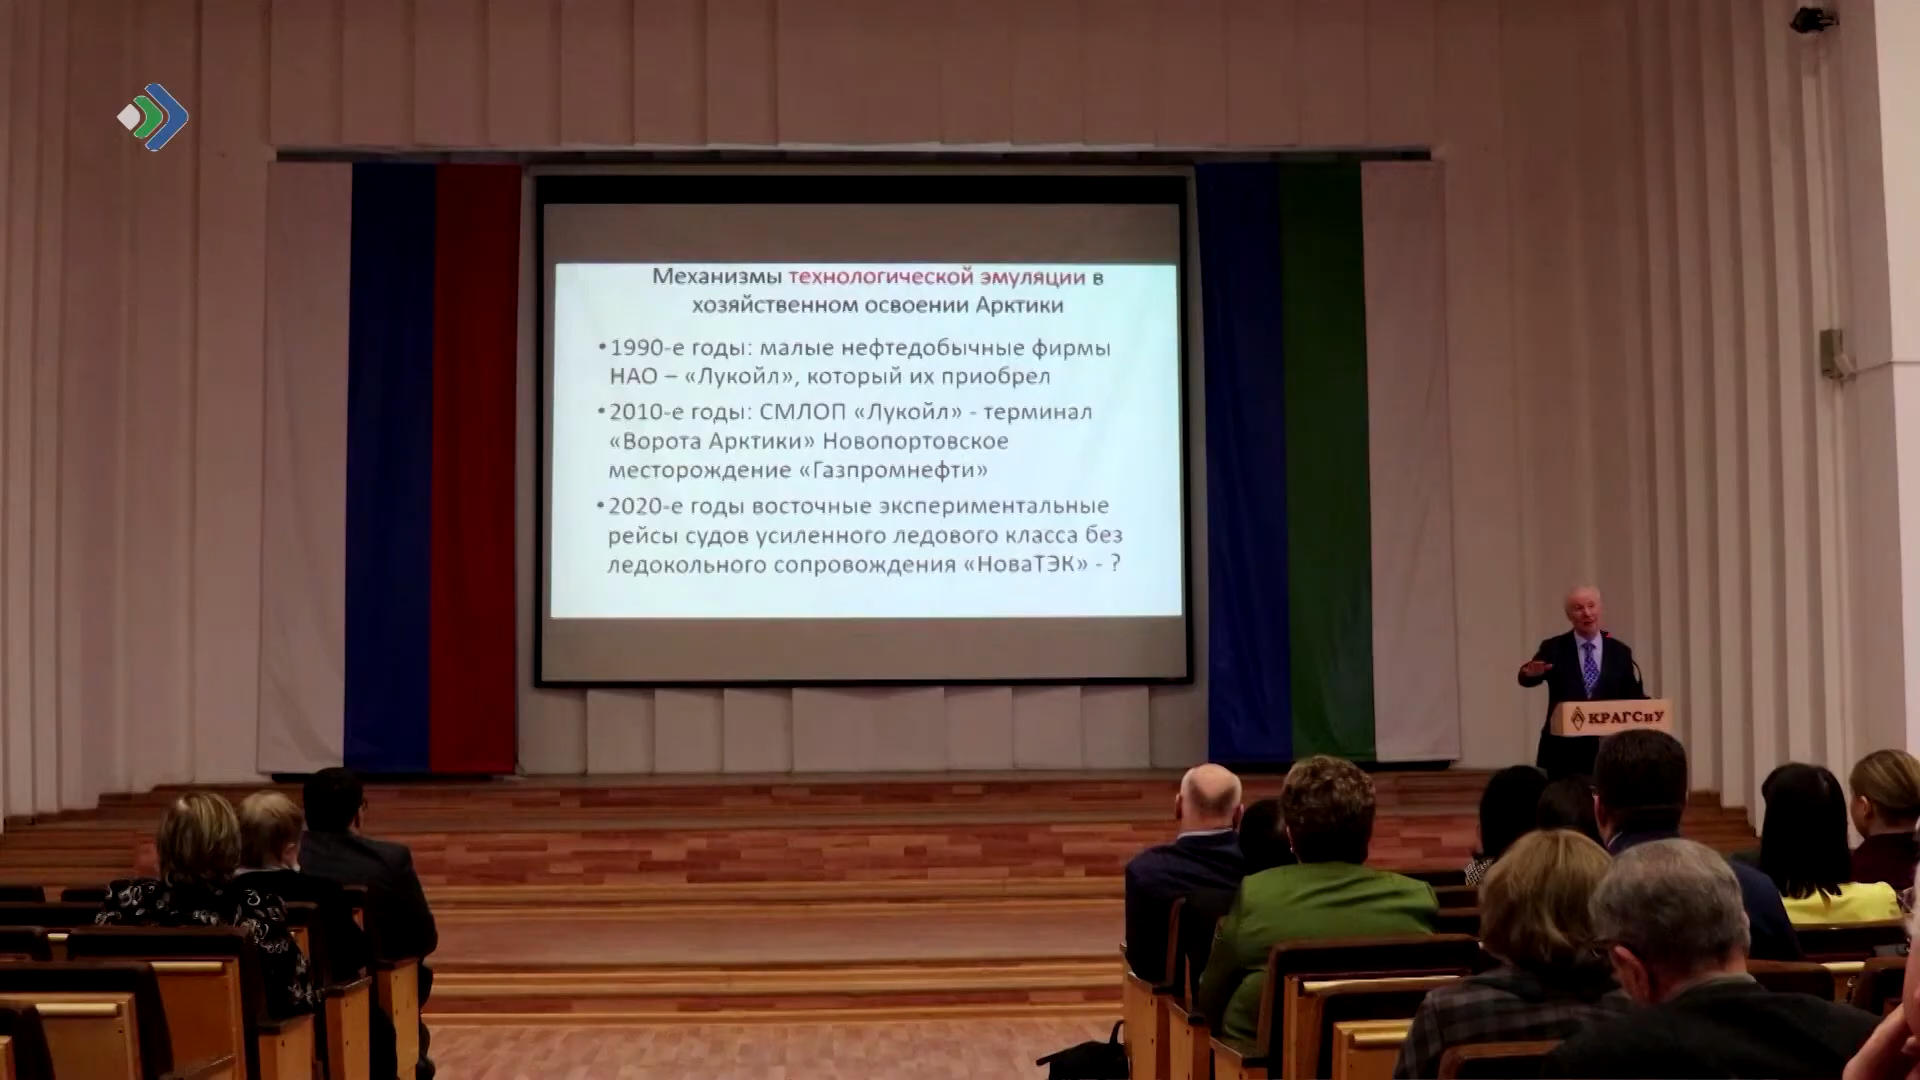 Механизмы технологической эмуляции в
хозяйственном освоении Арктики
•1990-е годы: малые нефтедобычные фирмы
НАО – «Лукойл», который их приобрел
•2010-е годы: СМЛОП «Лукойл» - терминал
«Ворота Арктики» Новопортовское
месторождение «Газпромнефти»
•2020-е годы восточные экспериментальные
рейсы судов усиленного ледового класса без
ледокольного сопровождения «НоваТЭК» - ?
КРАГСиУ